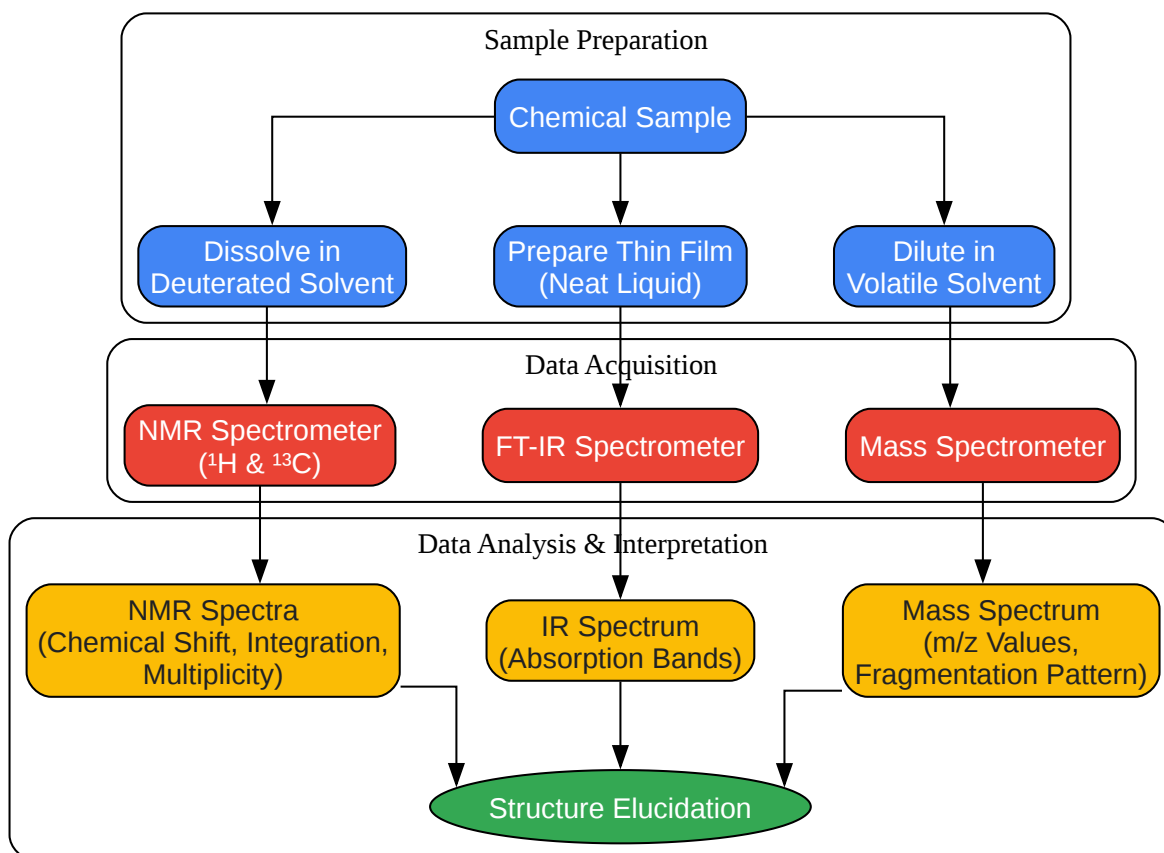 Sample Preparation
Chemical Sample
Dissolve in
Deuterated Solvent
Prepare Thin Film
(Neat Liquid)
Dilute in
Volatile Solvent
Data Acquisition
NMR Spectrometer
(¹H & ¹³C)
FT-IR Spectrometer
Mass Spectrometer
Data Analysis & Interpretation
NMR Spectra
(Chemical Shift, Integration,
Multiplicity)
IR Spectrum
(Absorption Bands)
Mass Spectrum
(m/z Values,
Fragmentation Pattern)
Structure Elucidation